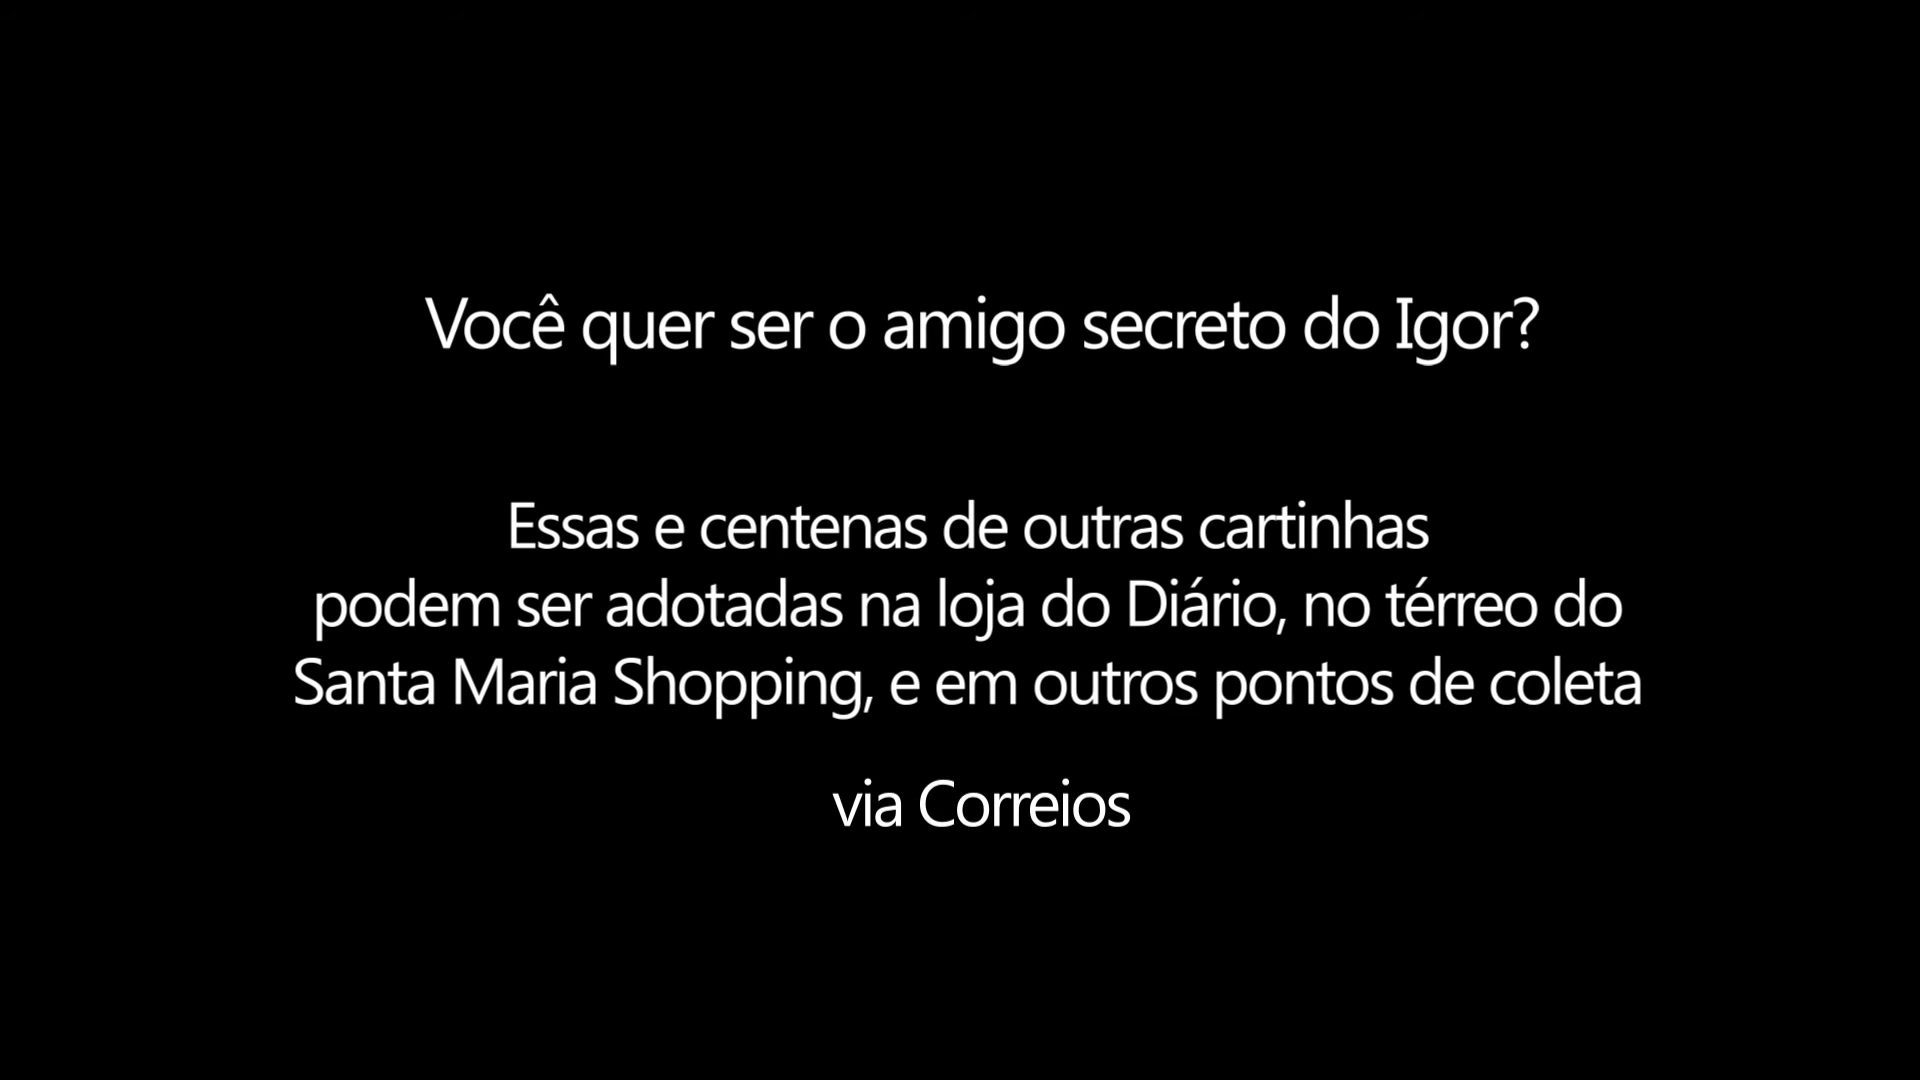 Você quer ser o amigo secreto do Igor?
Essas e centenas de outras cartinhas
podem ser adotadas na loja do Diário, no térreo do
Santa Maria Shopping, e em outros pontos de coleta
via Correios